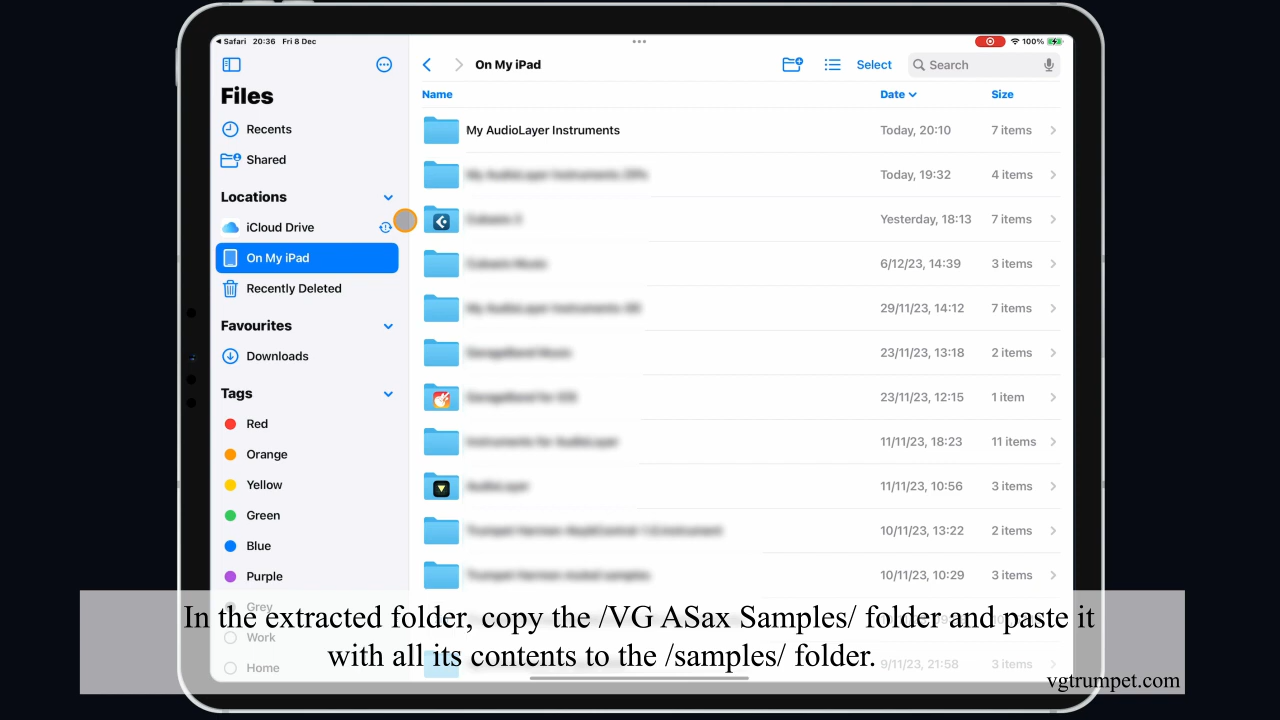 Safari 20:36 Fri 8 Dec
100%
Files
Recents
Shared
Locations
iCloud Drive
On My iPad
Recently Deleted
Favourites
Downloads
Tags
Red
Orange
Yellow
Green
Blue
Purple
Grey
Work
Home
On My iPad
Select
Search
Name Date Size
My AudioLayer Instruments Today, 20:10 7 items
Today, 19:32 4 items
Yesterday, 18:13 7 items
6/12/23, 14:39 3 items
29/11/23, 14:12 7 items
23/11/23, 13:18 2 items
23/11/23, 12:15 1 item
11/11/23, 18:23 11 items
11/11/23, 10:56 3 items
10/11/23, 13:22 2 items
10/11/23, 10:29 3 items
9/11/23, 21:58 3 items
In the extracted folder, copy the /VG ASax Samples/ folder and paste it
with all its contents to the /samples/ folder.
vgtrumpet.com